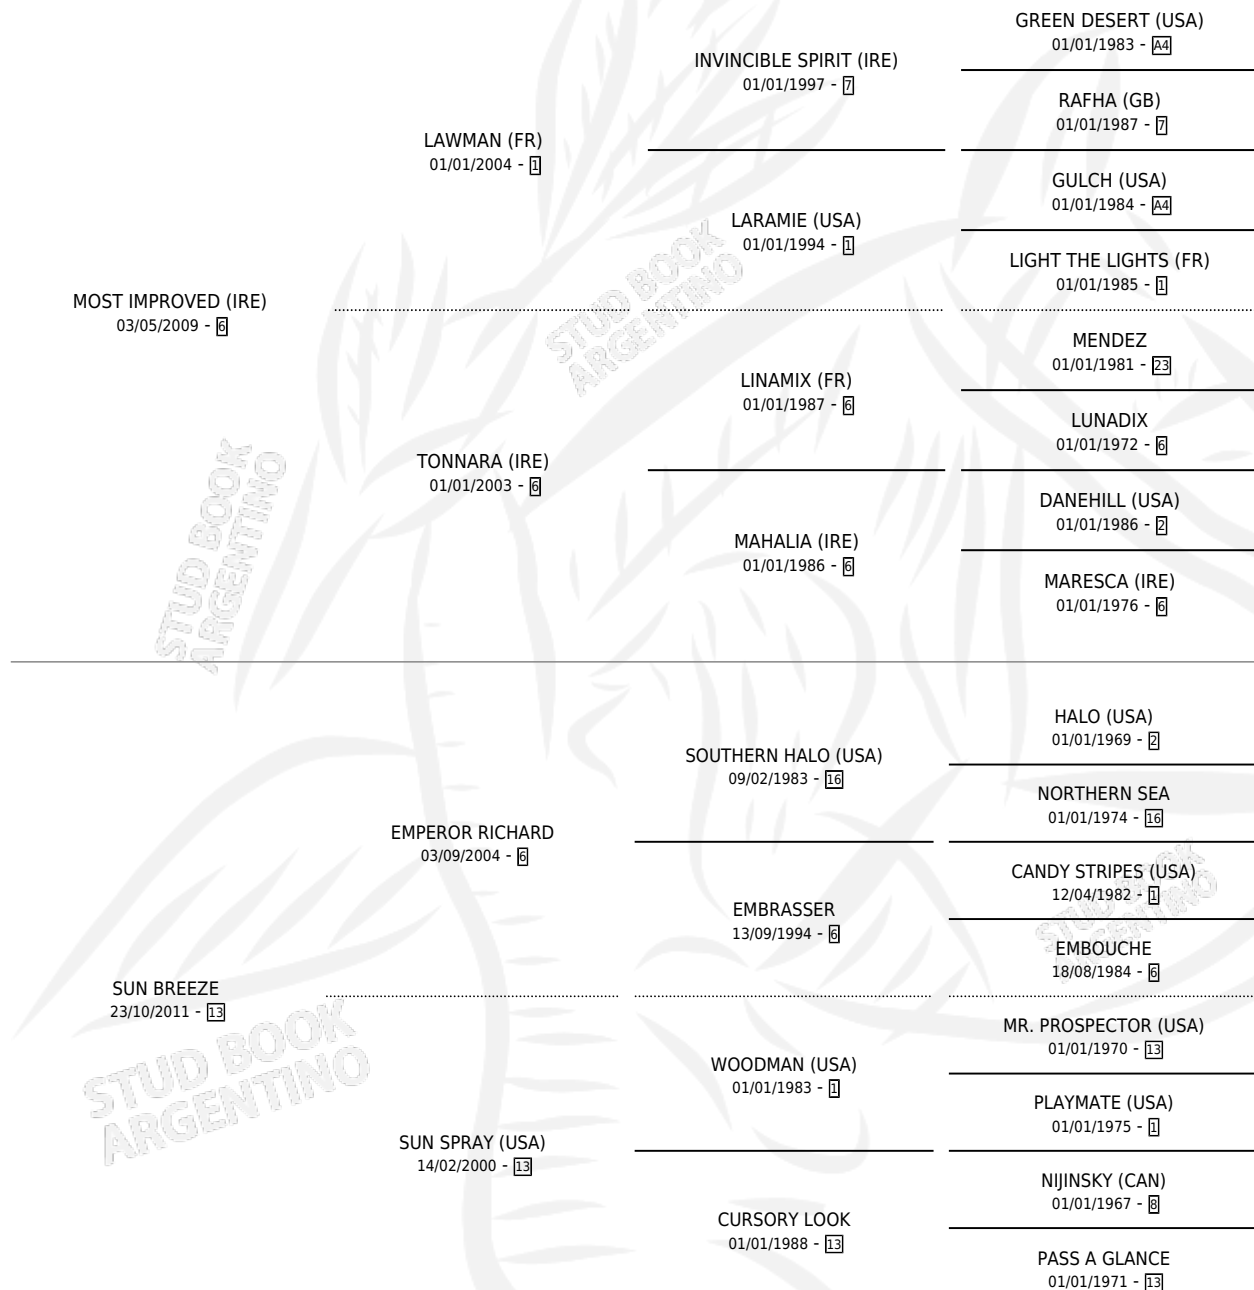 GREEN DESERT (USA)
01/01/1983 - A4
INVINCIBLE SPIRIT (IRE)
01/01/1997 - 7
RAFHA (GB)
01/01/1987 - 7
LAWMAN (FR)
01/01/2004 - 1
GULCH (USA)
01/01/1984 - A4
LARAMIE (USA)
01/01/1994 - 1
LIGHT THE LIGHTS (FR)
01/01/1985 - 1
MOST IMPROVED (IRE)
03/05/2009 - 6
MENDEZ
01/01/1981 - 23
LINAMIX (FR)
01/01/1987 - 6
LUNADIX
01/01/1972 - 6
TONNARA (IRE)
01/01/2003 - 6
DANEHILL (USA)
01/01/1986 - 2
MAHALIA (IRE)
01/01/1986 - 6
MARESCA (IRE)
01/01/1976 - 6
HALO (USA)
01/01/1969 - 2
SOUTHERN HALO (USA)
09/02/1983 - 16
NORTHERN SEA
01/01/1974 - 16
EMPEROR RICHARD
03/09/2004 - 6
CANDY STRIPES (USA)
12/04/1982 - 1
EMBRASSER
13/09/1994 - 6
EMBOUCHE
18/08/1984 - 6
SUN BREEZE
23/10/2011 - 13
MR. PROSPECTOR (USA)
01/01/1970 - 13
WOODMAN (USA)
01/01/1983 - 1
PLAYMATE (USA)
01/01/1975 - 1
SUN SPRAY (USA)
14/02/2000 - 13
NIJINSKY (CAN)
01/01/1967 - 8
CURSORY LOOK
01/01/1988 - 13
PASS A GLANCE
01/01/1971 - 13
STUD BOOK
ARGENTINO
STUD BOOK
ARGENTINO
STUD BOOK
ARGENTINO
STUD BOOK
ARGENTINO